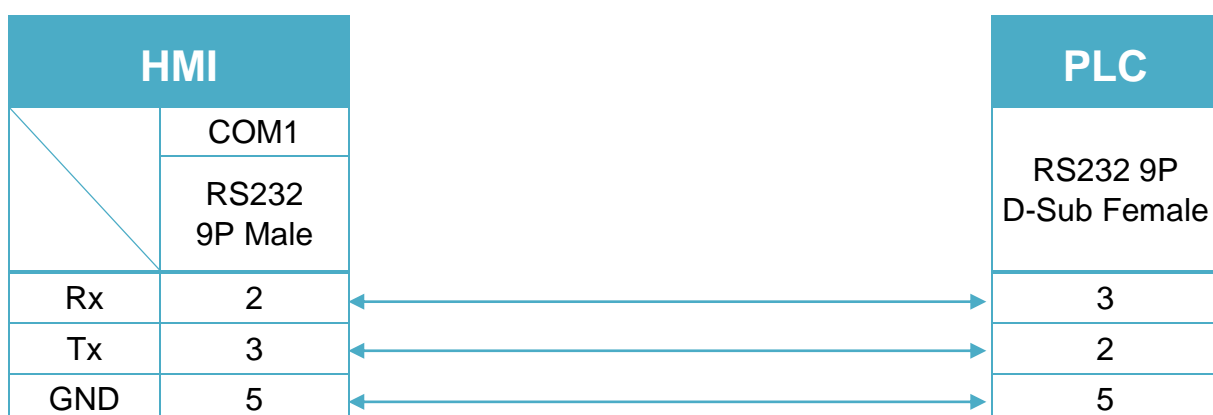 HMI
PLC
COM1
RS232
9P Male
RS232 9P
D-Sub Female
Rx 2 3
Tx 3 2
GND 5 5